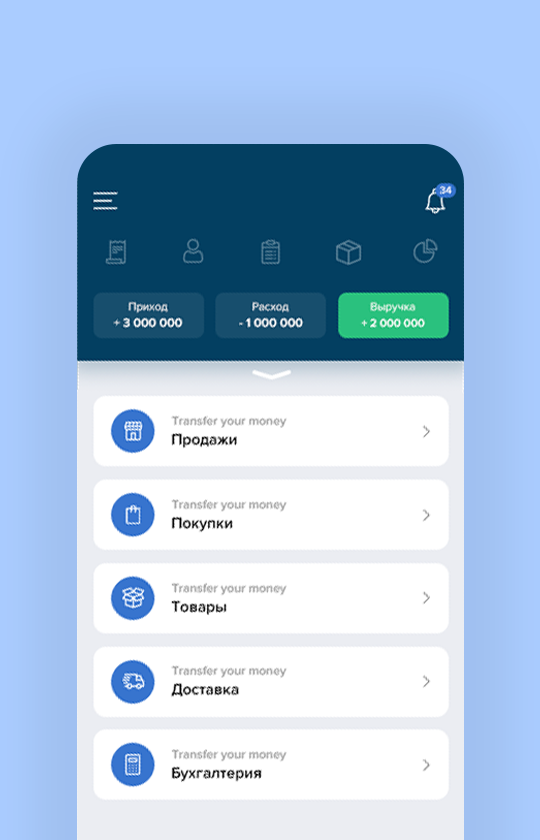 34
Приход
+ 3 000 000
Расход
- 1 000 000
Выручка
+ 2 000 000
Transfer your money
Продажи
Transfer your money
Покупки
Transfer your money
Товары
Transfer your money
Доставка
Transfer your money
Бухгалтерия